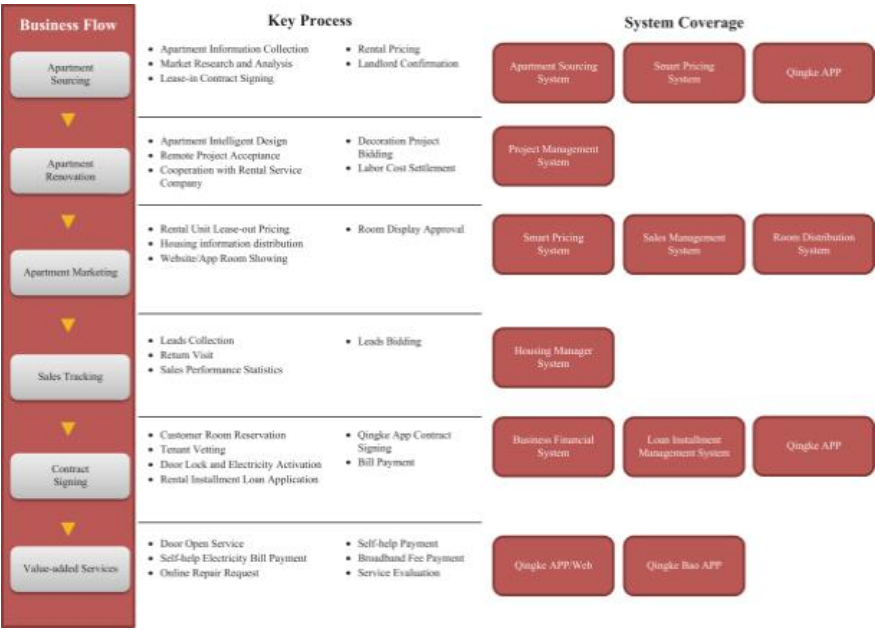 Business Flow
Key Process
System Coverage
Apartment
Sourcing
• Apartment Information Collection
• Market Research and Analysis
• Lease-in Contract Signing
• Rental Pricing
• Landlord Confirmation
Apartment Sourcing
System
Smart Pricing
System
Qingke APP
Apartment
Renovation
• Apartment Intelligent Design
• Remote Project Acceptance
• Cooperation with Rental Service
Company
• Decoration Project
Bidding
• Labor Cost Settlement
Project Management
System
Apartment Marketing
• Rental Unit Lease-out Pricing
• Housing information distribution
• Website/App Room Showing
• Room Display Approval
Smart Pricing
System
Sales Management
System
Room Distribution
System
Sales Tracking
• Leads Collection
• Return Visit
• Sales Performance Statistics
• Leads Bidding
Housing Manager
System
Contract
Signing
• Customer Room Reservation
• Tenant Vetting
• Door Lock and Electricity Activation
• Rental Installment Loan Application
• Qingke App Contract
Signing
• Bill Payment
Business Financial
System
Loan Installment
Management System
Qingke APP
Value-added Services
• Door Open Service
• Self-help Electricity Bill Payment
• Online Repair Request
• Self-help Payment
• Broadband Fee Payment
• Service Evaluation
Qingke APP/Web
Qingke Bao APP